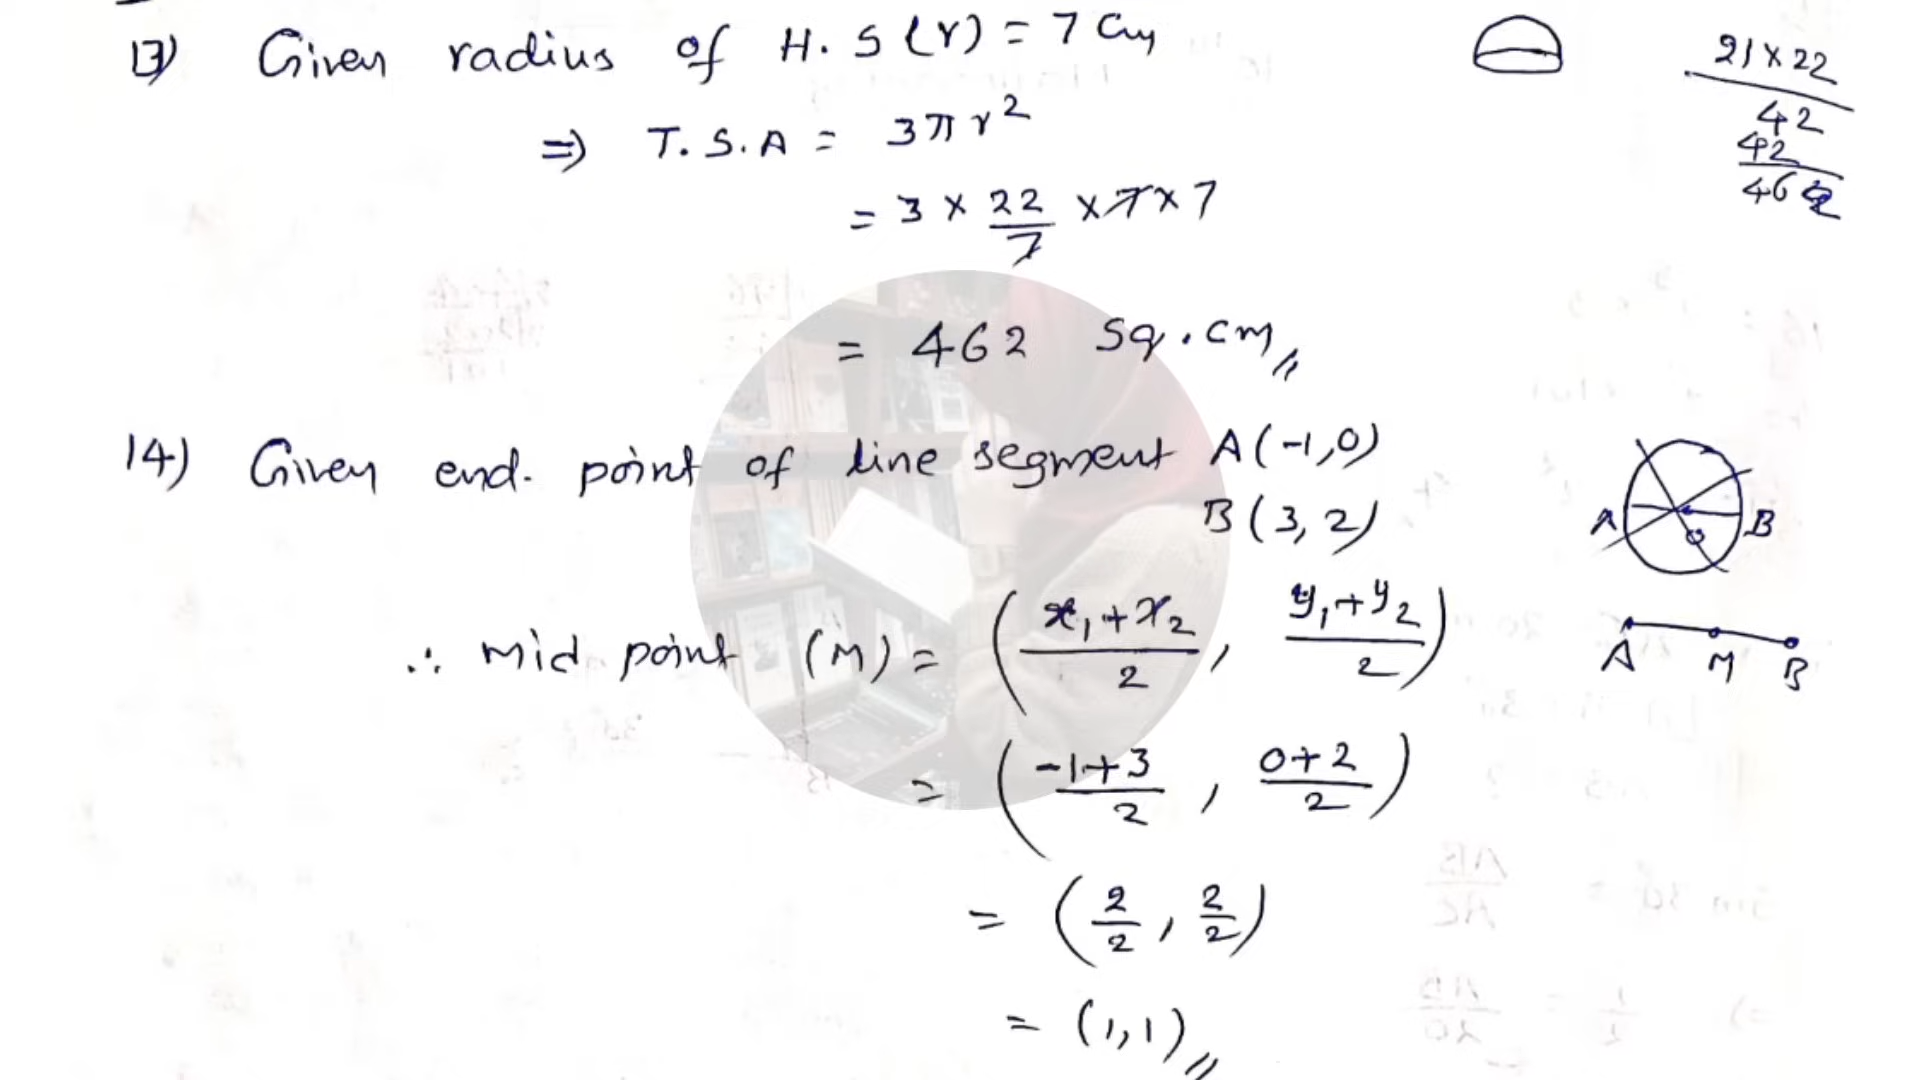 13) Given radius of H.S (r) = 7 Cm
⇒ T.S.A = 3πr²
= 3 × 22/7 × 7 × 7
= 462 Sq.cm //
21 × 22
42
42
462
14) Given end. point of line segment A(-1,0)
B(3,2)
A B
O
∴ Mid point (M) = ( x₁+x₂/2 , y₁+y₂/2 )
A M B
= ( -1+3/2 , 0+2/2 )
= ( 2/2 , 2/2 )
= (1,1) //